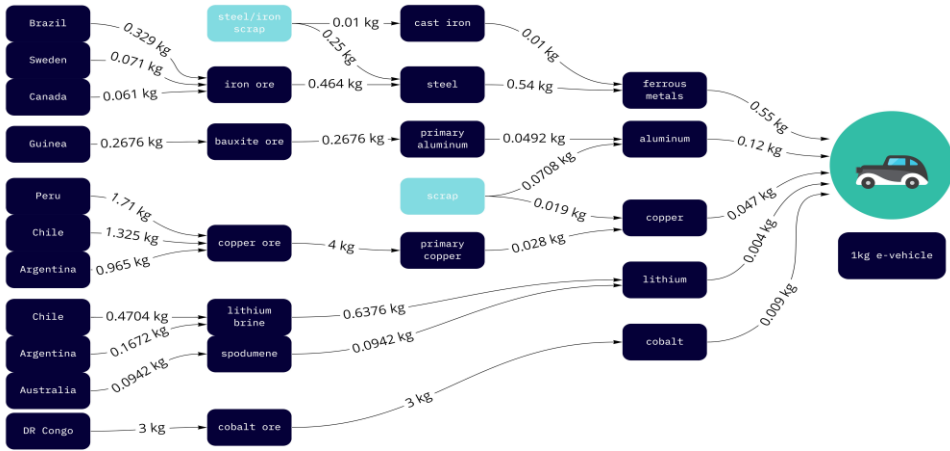 Brazil
Sweden
Canada
0.329 kg
0.071 kg
0.061 kg
steel/iron
scrap
iron ore
0.01 kg
0.25 kg
0.464 kg
cast iron
steel
0.01 kg
0.54 kg
ferrous
metals
0.55 kg
Guinea
0.2676 kg
bauxite ore
0.2676 kg
primary
aluminum
0.0492 kg
aluminum
0.12 kg
scrap
0.0708 kg
0.019 kg
Peru
Chile
Argentina
1.71 kg
1.325 kg
0.965 kg
copper ore
4 kg
primary
copper
0.028 kg
copper
0.047 kg
Chile
Argentina
Australia
0.4704 kg
0.1672 kg
0.0942 kg
lithium
brine
spodumene
0.6376 kg
0.0942 kg
lithium
0.004 kg
DR Congo
3 kg
cobalt ore
3 kg
cobalt
0.009 kg
1kg e-vehicle